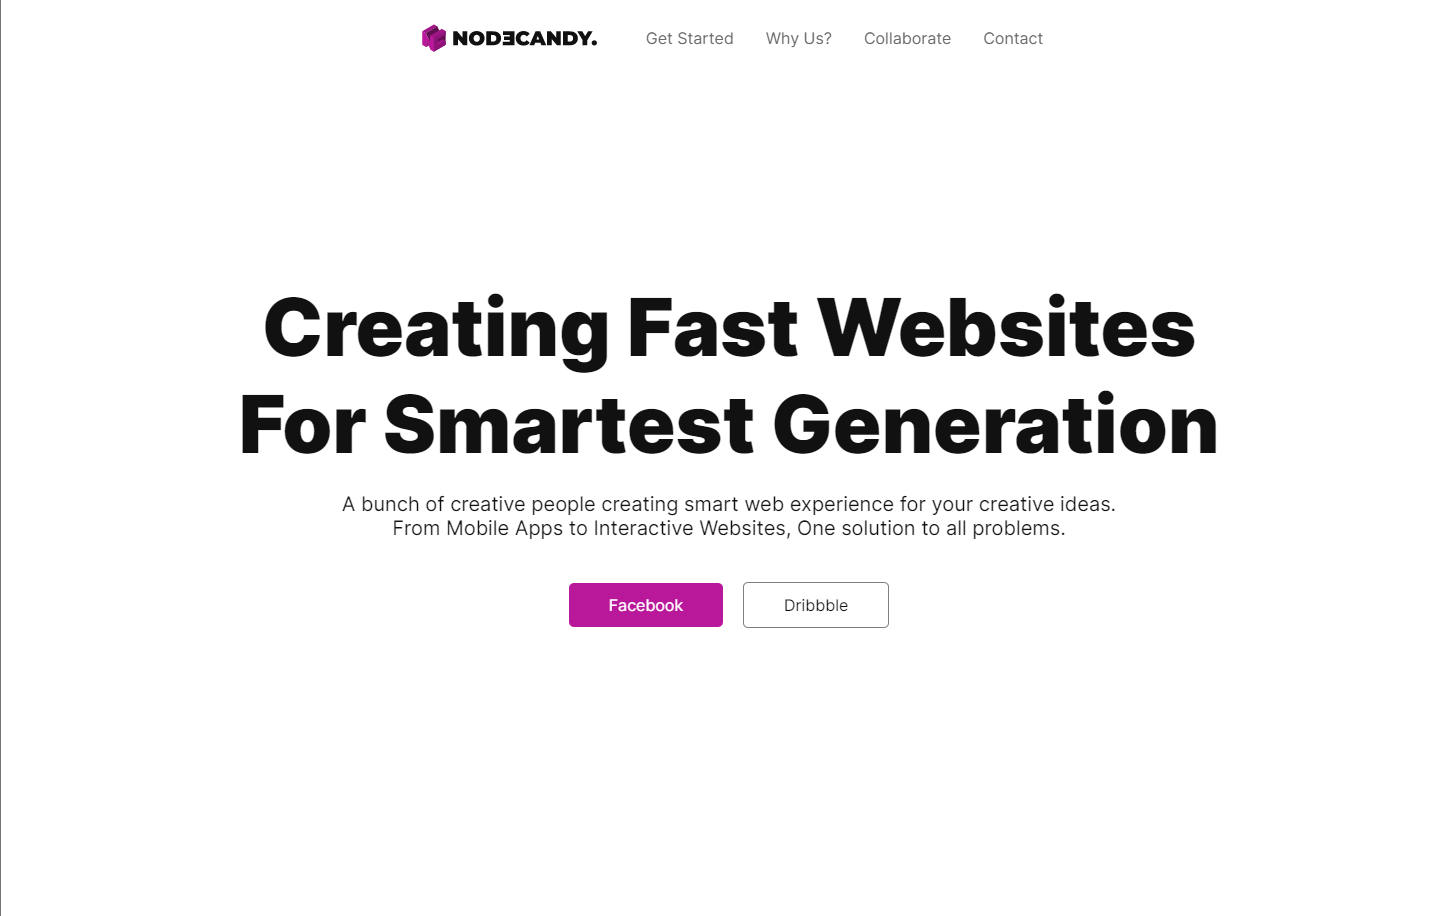 NODECANDY. Get Started Why Us? Collaborate Contact
Creating Fast Websites
For Smartest Generation
A bunch of creative people creating smart web experience for your creative ideas.
From Mobile Apps to Interactive Websites, One solution to all problems.
Facebook Dribbble